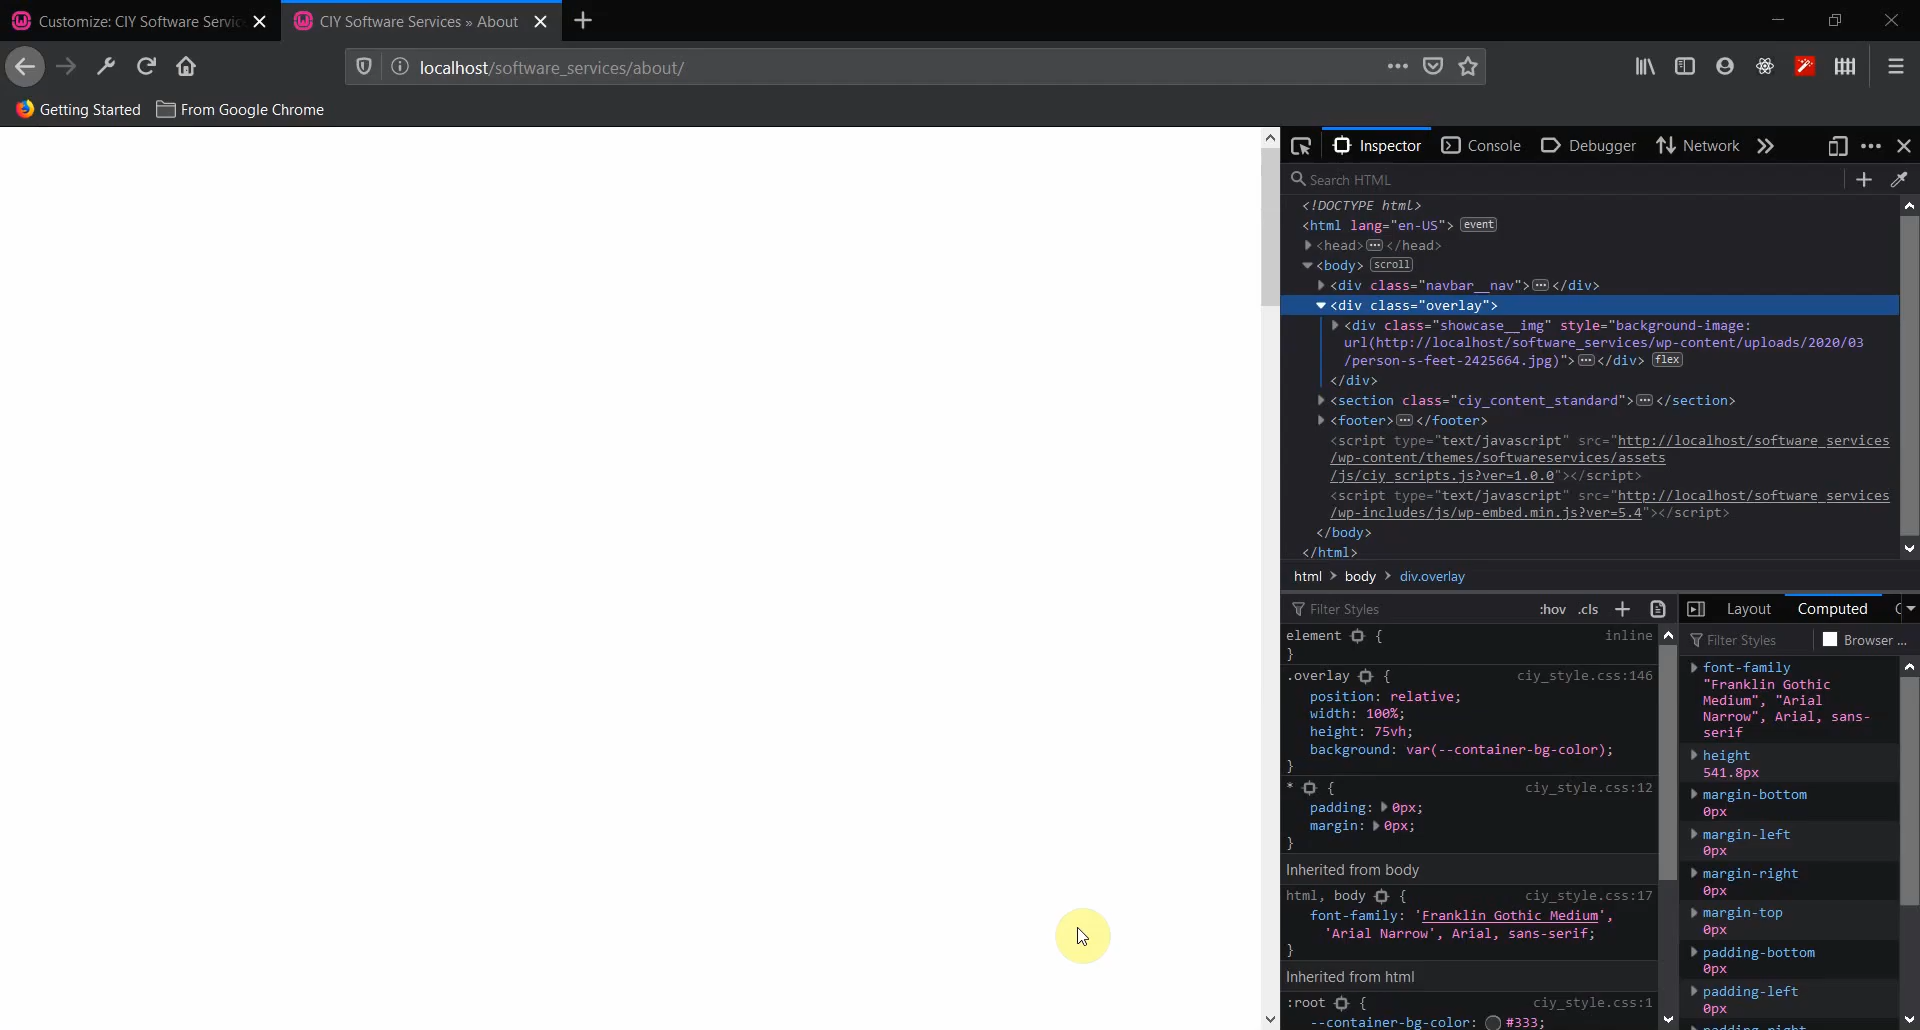 Customize: CIY Software Servic
CIY Software Services » About
localhost/software_services/about/
Getting Started
From Google Chrome
Inspector
Console
Debugger
Network
Search HTML
<!DOCTYPE html>
<html lang="en-US"> event
<head></head>
<body> scroll
<div class="navbar__nav"></div>
<div class="overlay">
<div class="showcase__img" style="background-image:
url(http://localhost/software_services/wp-content/uploads/2020/03
/person-s-feet-2425664.jpg)"></div> flex
</div>
<section class="ciy_content_standard"></section>
<footer></footer>
<script type="text/javascript" src="http://localhost/software_services
/wp-content/themes/softwareservices/assets
/js/ciy_scripts.js?ver=1.0.0"></script>
<script type="text/javascript" src="http://localhost/software_services
/wp-includes/js/wp-embed.min.js?ver=5.4"></script>
</body>
</html>
html > body > div.overlay
Filter Styles :hov .cls +
element { inline
}
.overlay { ciy_style.css:146
position: relative;
width: 100%;
height: 75vh;
background: var(--container-bg-color);
}
* { ciy_style.css:12
padding: 0px;
margin: 0px;
}
Inherited from body
html, body { ciy_style.css:17
font-family: 'Franklin Gothic Medium',
'Arial Narrow', Arial, sans-serif;
}
Inherited from html
:root { ciy_style.css:1
--container-bg-color: #333;
Layout
Computed
Filter Styles
Browser ...
font-family
"Franklin Gothic
Medium", "Arial
Narrow", Arial, sans-
serif
height
541.8px
margin-bottom
0px
margin-left
0px
margin-right
0px
margin-top
0px
padding-bottom
0px
padding-left
0px
padding-right